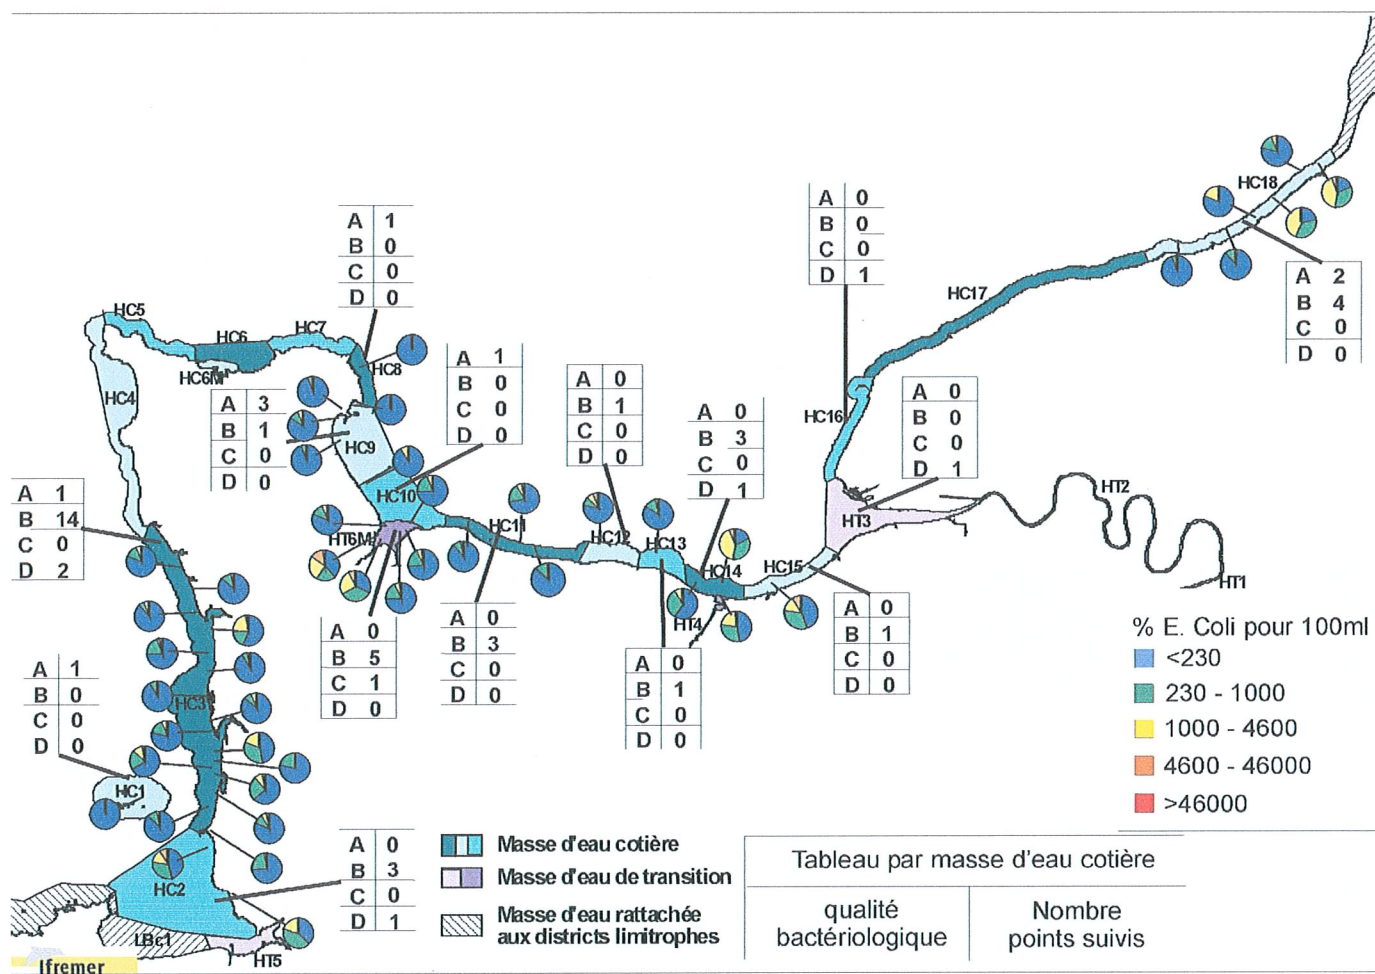 A 0
B 0
C 0
D 1
HC18
A 1
B 0
C 0
D 0
A 2
B 4
C 0
D 0
HC17
HC5
HC6
HC7
HC8
HC6M
HC4
A 1
B 0
C 0
D 0
A 3
B 1
C 0
D 0
HC9
A 0
B 1
C 0
D 0
A 0
B 3
C 0
D 1
HC16
A 0
B 0
C 0
D 1
HC10
A 1
B 14
C 0
D 2
HT6M
HC11
HC12
HC13
HC14
HC15
HT3
HT2
HT1
HT4
A 0
B 5
C 1
D 0
A 0
B 3
C 0
D 0
A 0
B 1
C 0
D 0
A 0
B 1
C 0
D 0
A 1
B 0
C 0
D 0
HC3
HC1
HC2
A 0
B 3
C 0
D 1
LBc1
HT5
Ifremer
% E. Coli pour 100ml
<230
230 - 1000
1000 - 4600
4600 - 46000
>46000
Masse d'eau cotière
Masse d'eau de transition
Masse d'eau rattachée
aux districts limitrophes
Tableau par masse d'eau cotière
qualité
bactériologique
Nombre
points suivis